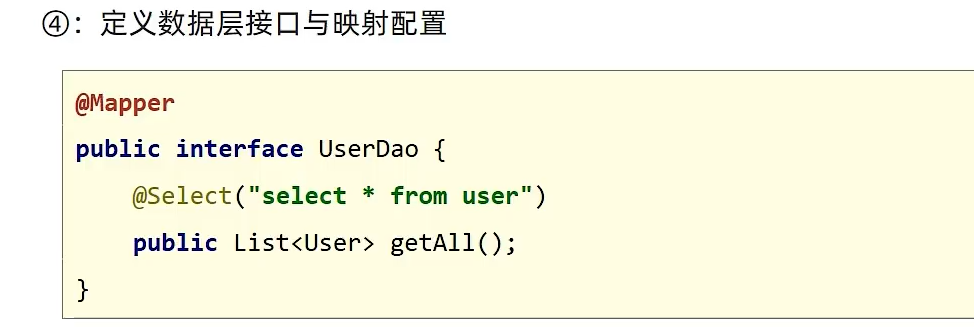 ④：定义数据层接口与映射配置
@Mapper
public interface UserDao {
    @Select("select * from user")
    public List<User> getAll();
}